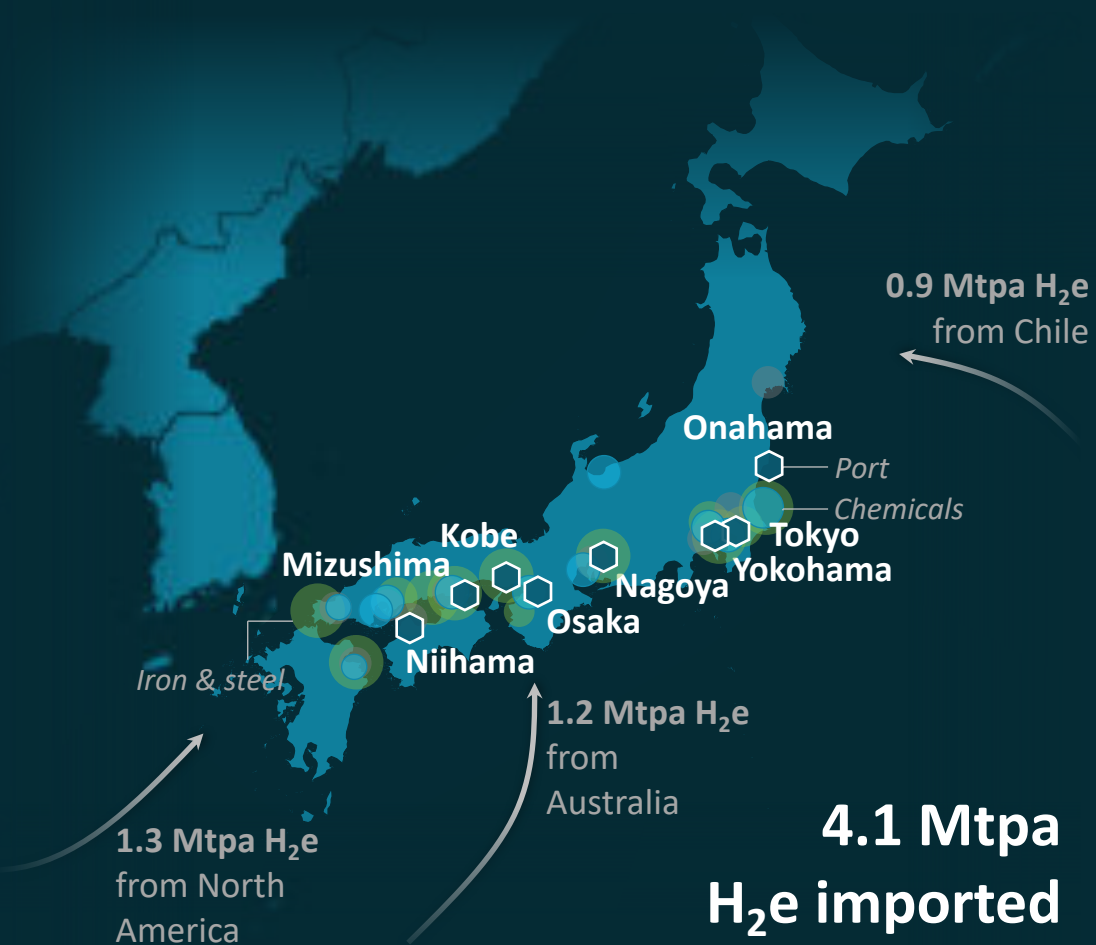 0.9 Mtpa H₂e
from Chile
Onahama
Port
Chemicals
Kobe
Tokyo
Mizushima
Yokohama
Nagoya
Osaka
Niihama
Iron & steel
1.2 Mtpa H₂e
from
Australia
1.3 Mtpa H₂e
from North
America
4.1 Mtpa
H₂e imported